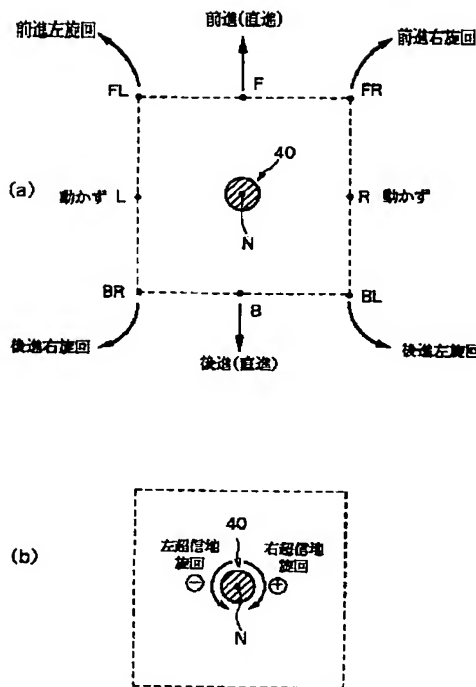 前進(直進)
前進左旋回
前進右旋回
FL
F
FR
40
(a)
動かず L
R 動かず
N
BR
B
BL
後進右旋回
後進(直進)
後進左旋回
40
(b)
左超信地
旋回
右超信地
旋回
−
+
N